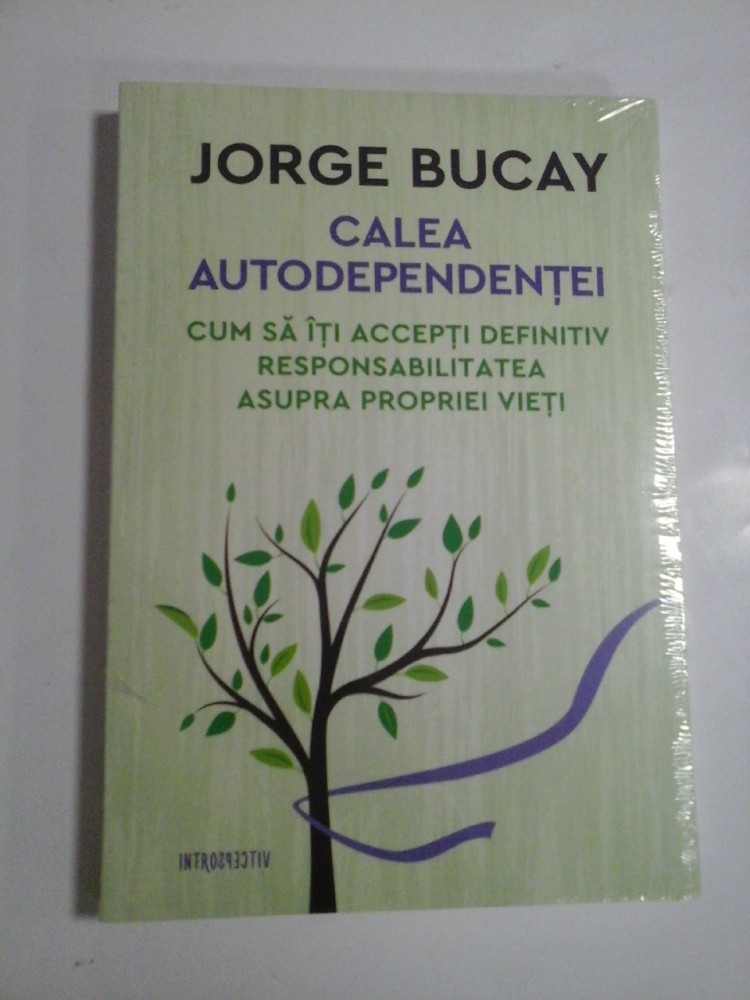 JORGE BUCAY
CALEA
AUTODEPENDENȚEI
CUM SĂ ÎȚI ACCEPȚI DEFINITIV
RESPONSABILITATEA
ASUPRA PROPRIEI VIEȚI
INTROSPECTIV